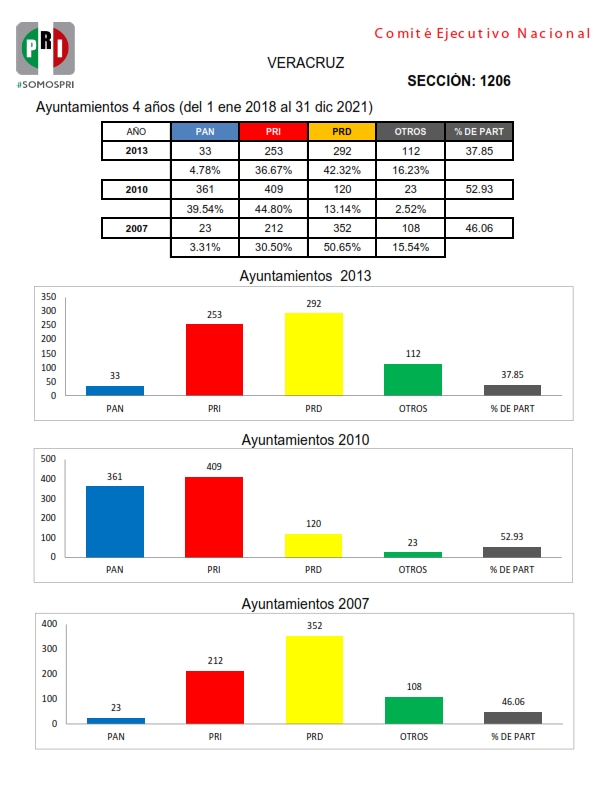 Comité Ejecutivo Nacional
PRI
#SOMOSPRI
VERACRUZ
SECCIÓN: 1206
Ayuntamientos 4 años (del 1 ene 2018 al 31 dic 2021)
AÑO PAN PRI PRD OTROS % DE PART
2013 33 253 292 112 37.85
4.78% 36.67% 42.32% 16.23%
2010 361 409 120 23 52.93
39.54% 44.80% 13.14% 2.52%
2007 23 212 352 108 46.06
3.31% 30.50% 50.65% 15.54%
Ayuntamientos 2013
350
300
250
200
150
100
50
0
33 253 292 112 37.85
PAN PRI PRD OTROS % DE PART
Ayuntamientos 2010
500
400
300
200
100
0
361 409 120 23 52.93
PAN PRI PRD OTROS % DE PART
Ayuntamientos 2007
400
300
200
100
0
23 212 352 108 46.06
PAN PRI PRD OTROS % DE PART